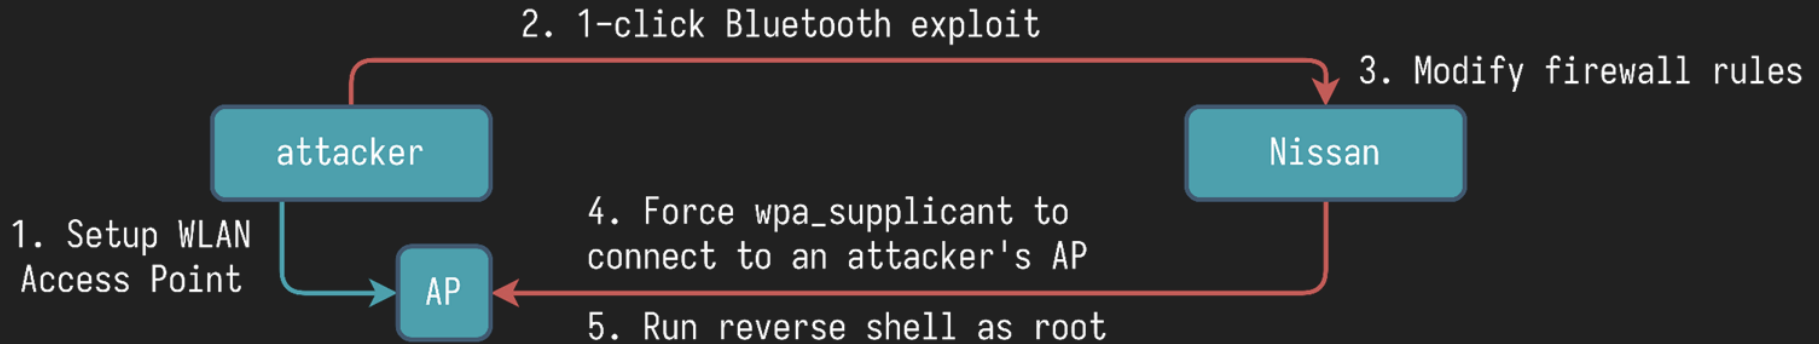 2. 1-click Bluetooth exploit
3. Modify firewall rules
attacker
Nissan
1. Setup WLAN
Access Point
4. Force wpa_supplicant to
connect to an attacker's AP
AP
5. Run reverse shell as root